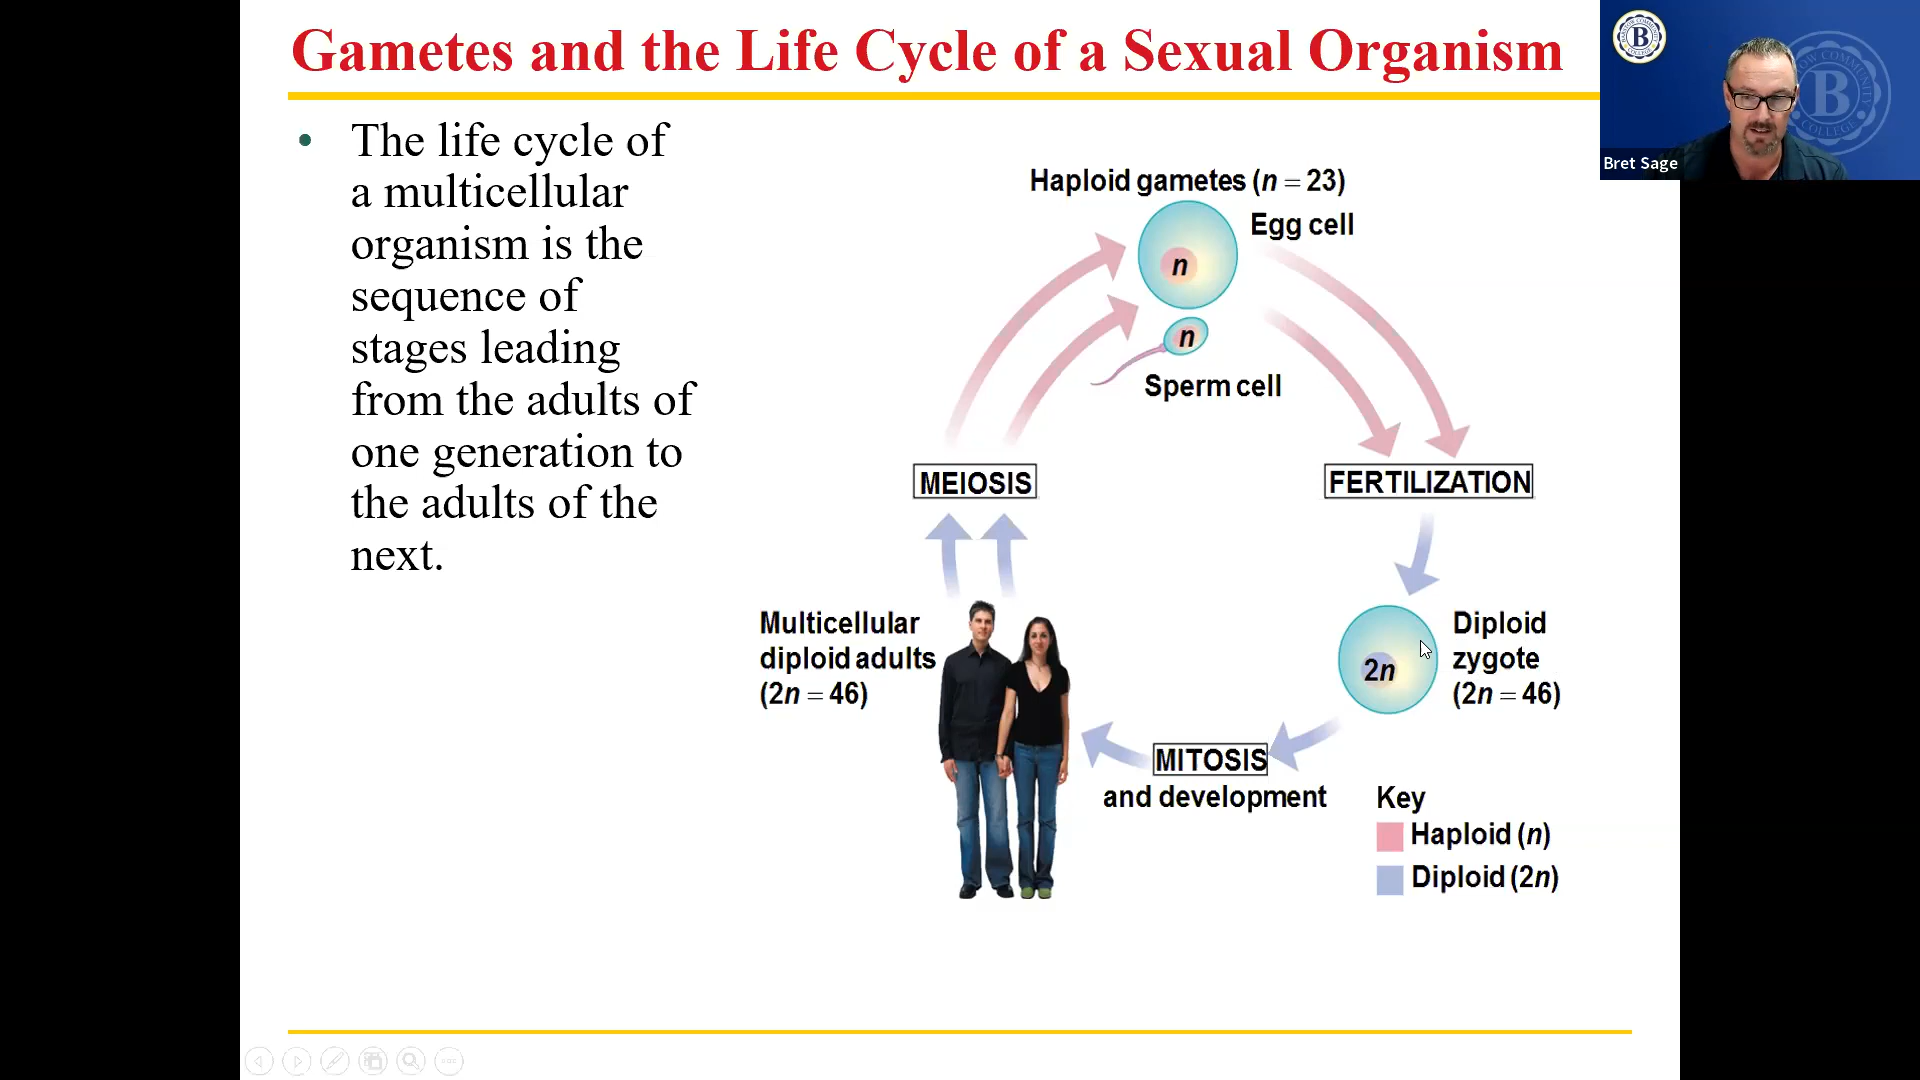 Gametes and the Life Cycle of a Sexual Organism
• The life cycle of
a multicellular
organism is the
sequence of
stages leading
from the adults of
one generation to
the adults of the
next.
Haploid gametes (n = 23)
Egg cell
n
n
Sperm cell
MEIOSIS
FERTILIZATION
Multicellular
diploid adults
(2n = 46)
2n
Diploid
zygote
(2n = 46)
MITOSIS
and development
Key
Haploid (n)
Diploid (2n)
B
B
COLLEGE
Bret Sage